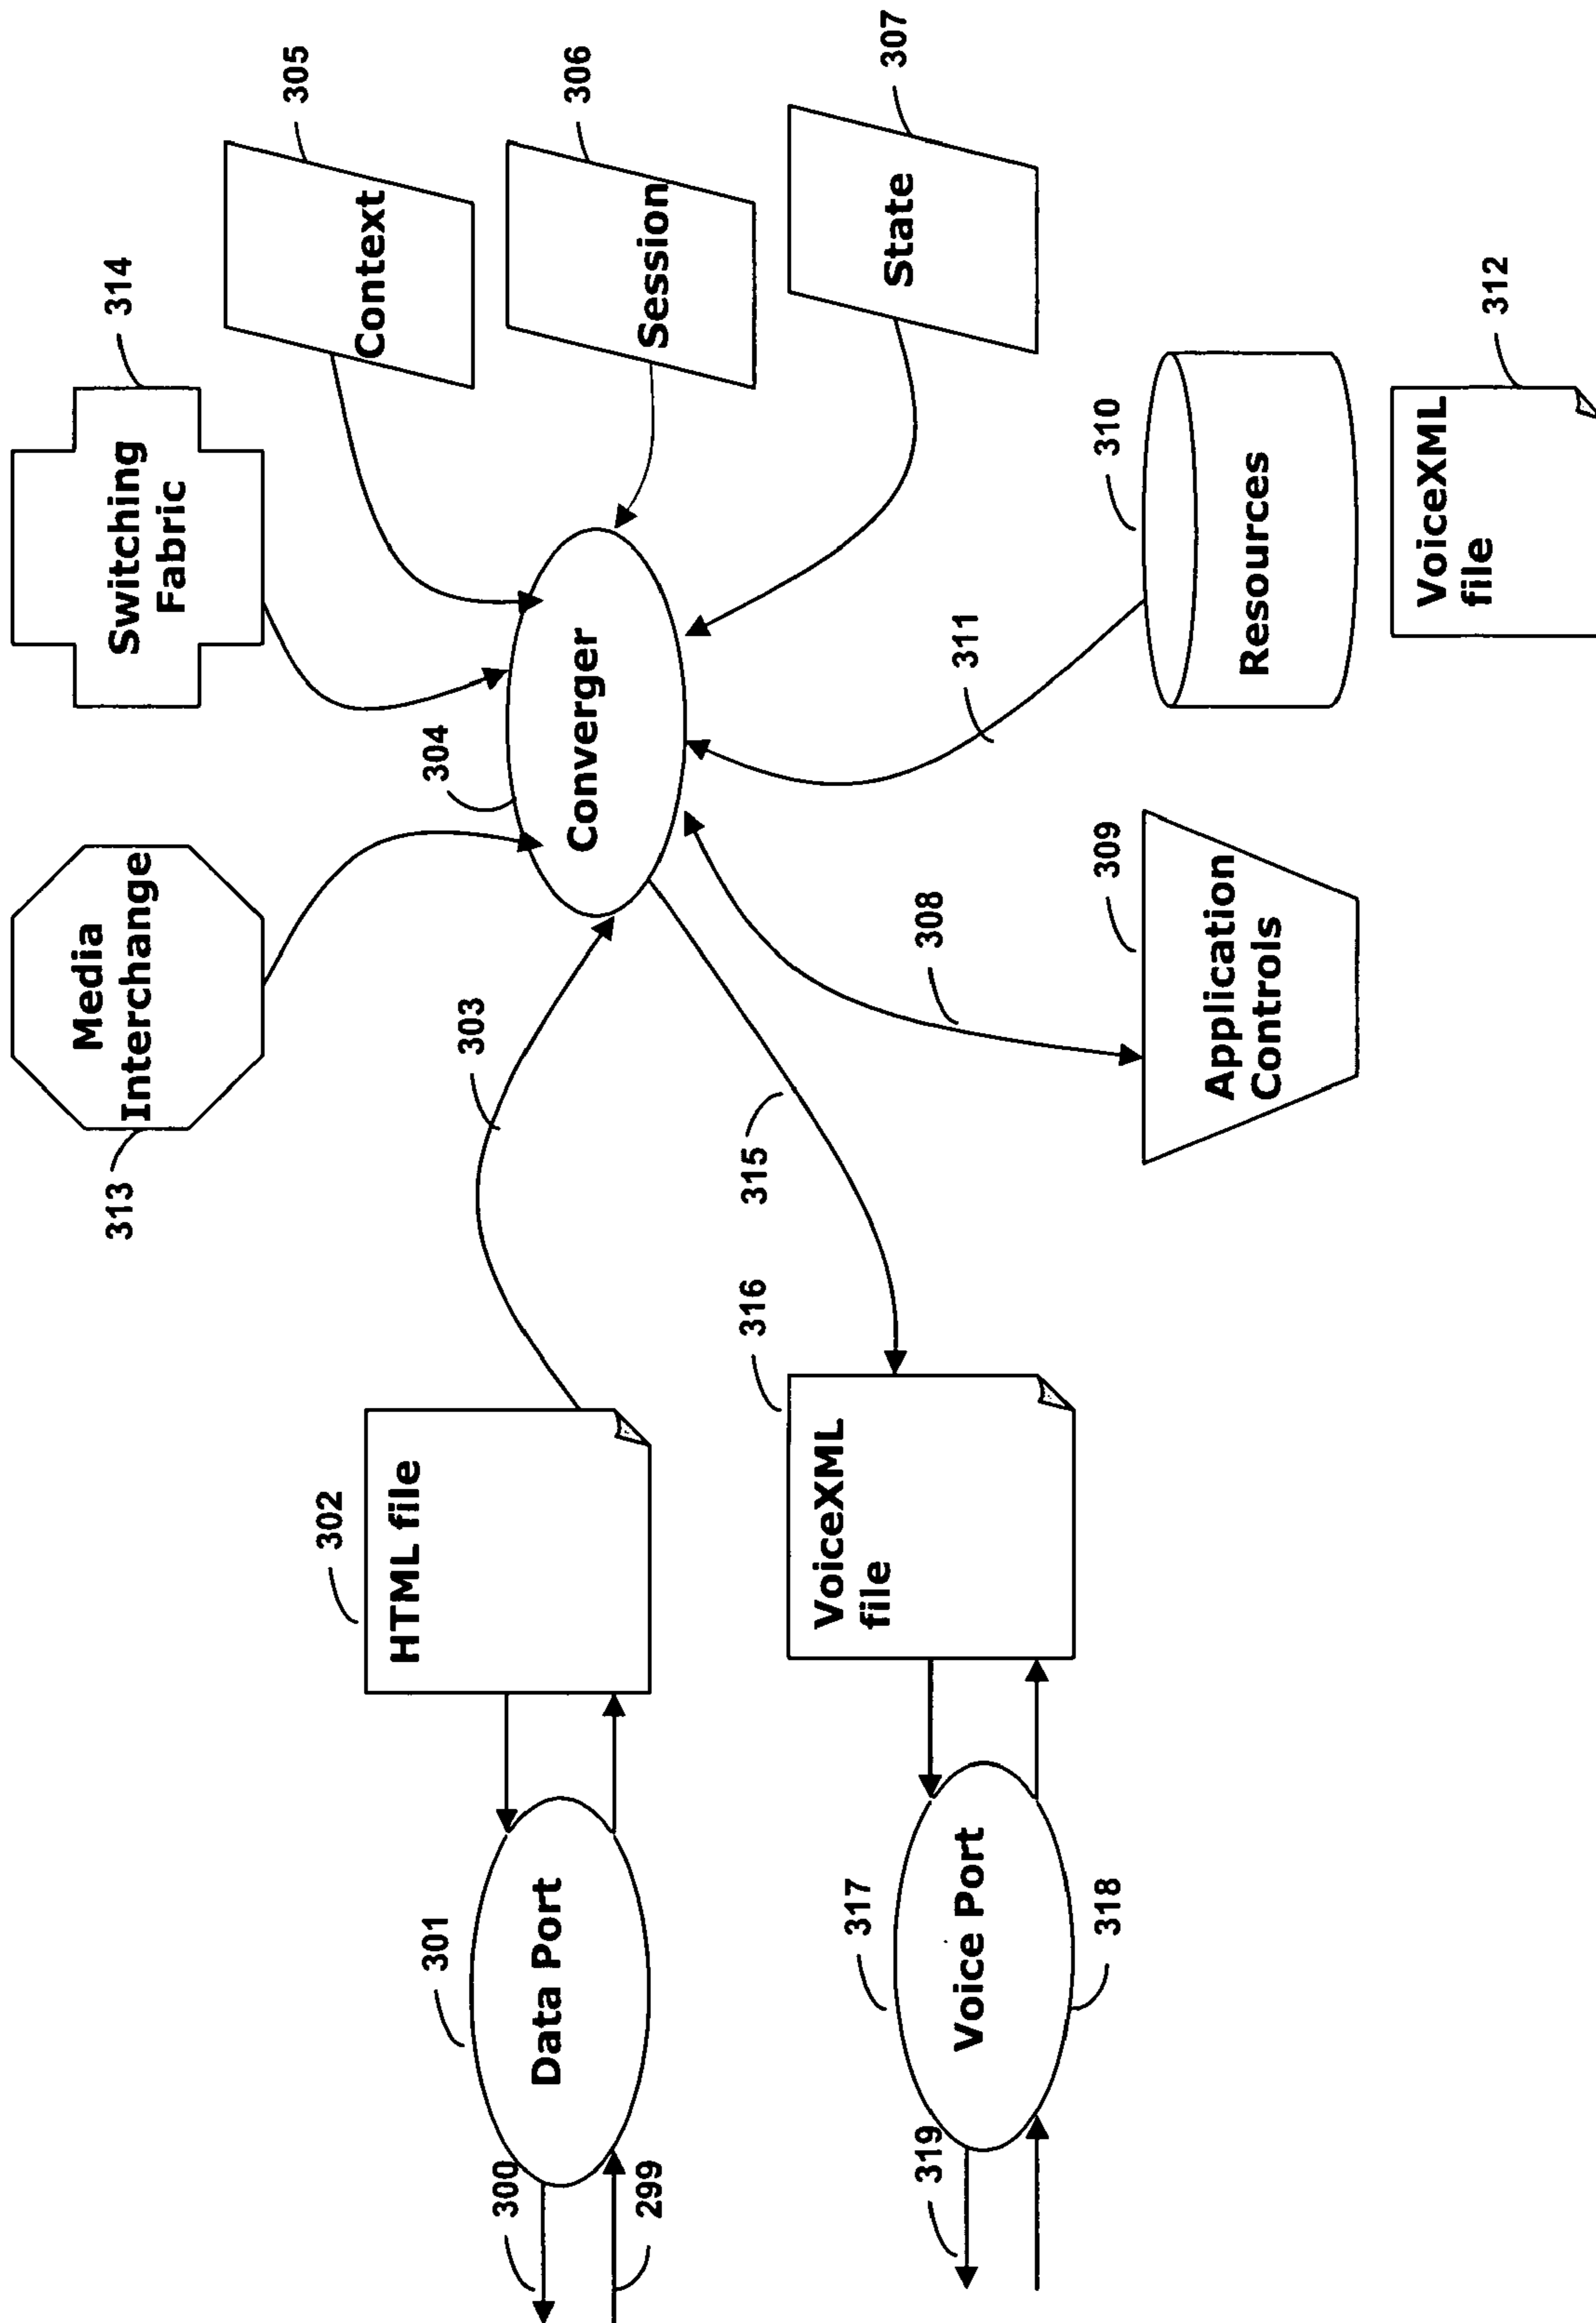 313
Media
Interchange
314
Switching
Fabric
305
Context
306
Session
307
State
304
Converger
303
302
HTML file
301
Data Port
300
299
315
316
VoiceXML
file
317
Voice Port
318
319
308
309
Application
Controls
311
310
Resources
312
VoiceXML
file